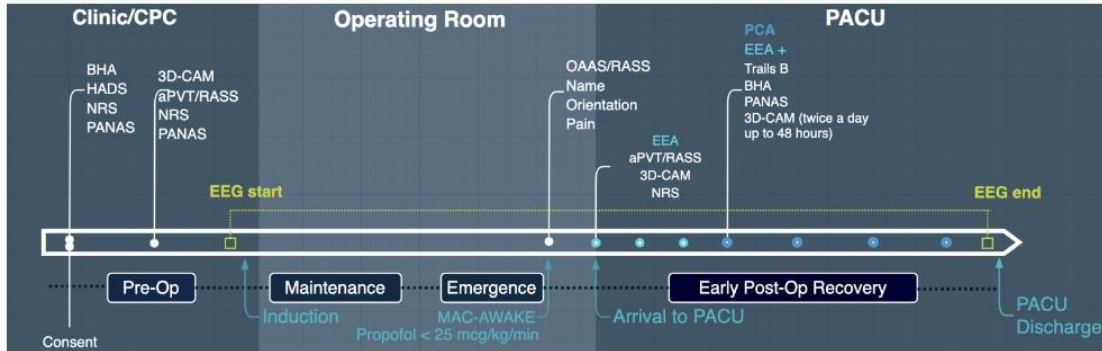 Clinic/CPC
Operating Room
PACU
BHA
HADS
NRS
PANAS
3D-CAM
aPVT/RASS
NRS
PANAS
OAAS/RASS
Name
Orientation
Pain
EEA
aPVT/RASS
3D-CAM
NRS
PCA
EEA +
Trails B
BHA
PANAS
3D-CAM (twice a day
up to 48 hours)
EEG start
EEG end
Pre-Op
Maintenance
Emergence
Early Post-Op Recovery
Induction
MAC-AWAKE
Propofol < 25 mcg/kg/min
Arrival to PACU
PACU
Discharge
Consent